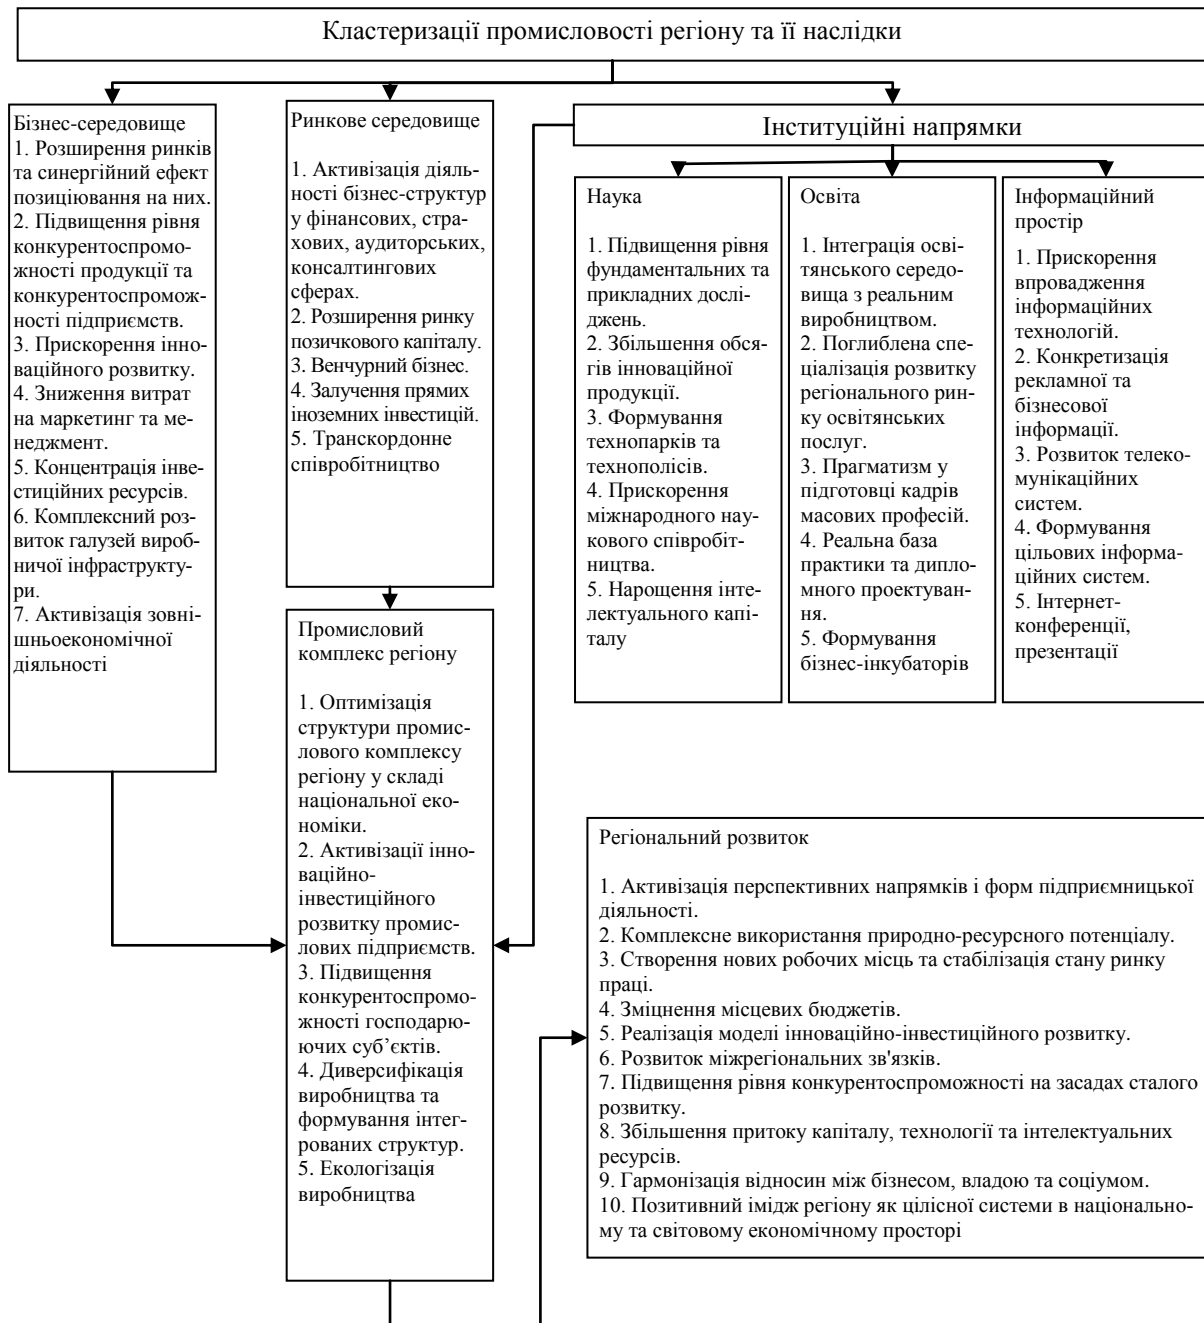 Кластеризації промисловості регіону та її наслідки
Бізнес-середовище
1. Розширення ринків
та синергійний ефект
позиціювання на них.
2. Підвищення рівня
конкурентоспромо-
жності продукції та
конкурентоспромож-
ності підприємств.
3. Прискорення інно-
ваційного розвитку.
4. Зниження витрат
на маркетинг та ме-
неджмент.
5. Концентрація інве-
стиційних ресурсів.
6. Комплексний роз-
виток галузей вироб-
ничої інфраструкту-
ри.
7. Активізація зовні-
шньоекономічної
діяльності
Ринкове середовище
1. Активізація діяль-
ності бізнес-структур
у фінансових, стра-
хових, аудиторських,
консалтингових
сферах.
2. Розширення ринку
позичкового капіталу.
3. Венчурний бізнес.
4. Залучення прямих
іноземних інвестицій.
5. Транскордонне
співробітництво
Інституційні напрямки
Наука
1. Підвищення рівня
фундаментальних та
прикладних дослі-
джень.
2. Збільшення обся-
гів інноваційної
продукції.
3. Формування
технопарків та
технополісів.
4. Прискорення
міжнародного нау-
кового співробіт-
ництва.
5. Нарощення інте-
лектуального капі-
талу
Освіта
1. Інтеграція осві-
тянського середо-
вища з реальним
виробництвом.
2. Поглиблена спе-
ціалізація розвитку
регіонального рин-
ку освітянських
послуг.
3. Прагматизм у
підготовці кадрів
масових професій.
4. Реальна база
практики та дипло-
много проектуван-
ня.
5. Формування
бізнес-інкубаторів
Інформаційний
простір
1. Прискорення
впровадження
інформаційних
технологій.
2. Конкретизація
рекламної та
бізнесової
інформації.
3. Розвиток телеко-
мунікаційних
систем.
4. Формування
цільових інформа-
ційних систем.
5. Інтернет-
конференції,
презентації
Промисловий
комплекс регіону
1. Оптимізація
структури промис-
лового комплексу
регіону у складі
національної еко-
номіки.
2. Активізації інно-
ваційно-
інвестиційного
розвитку промис-
лових підприємств.
3. Підвищення
конкурентоспромо-
жності господарю-
ючих суб’єктів.
4. Диверсифікація
виробництва та
формування інтег-
рованих структур.
5. Екологізація
виробництва
Регіональний розвиток
1. Активізація перспективних напрямків і форм підприємницької
діяльності.
2. Комплексне використання природно-ресурсного потенціалу.
3. Створення нових робочих місць та стабілізація стану ринку
праці.
4. Зміцнення місцевих бюджетів.
5. Реалізація моделі інноваційно-інвестиційного розвитку.
6. Розвиток міжрегіональних зв'язків.
7. Підвищення рівня конкурентоспроможності на засадах сталого
розвитку.
8. Збільшення притоку капіталу, технології та інтелектуальних
ресурсів.
9. Гармонізація відносин між бізнесом, владою та соціумом.
10. Позитивний імідж регіону як цілісної системи в національно-
му та світовому економічному просторі